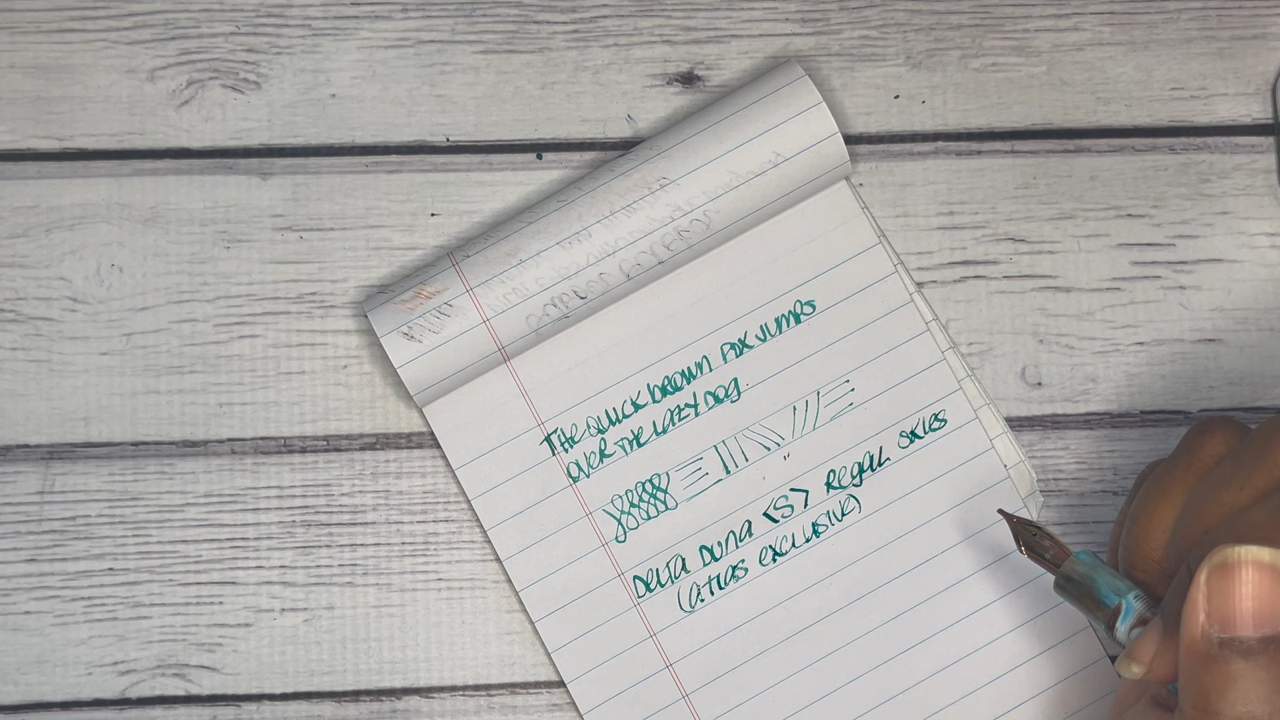 THE QUICK BROWN FOX JUMPS
OVER THE LAZY DOG.
DELTA DUNA <S> REGAL SKIES
(ATLAS EXCLUSIVE)